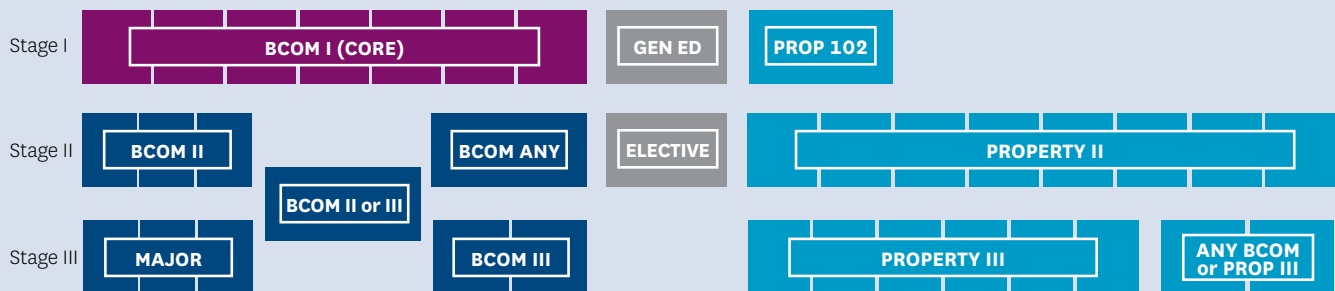 Stage I
BCOM I (CORE)
GEN ED
PROP 102
Stage II
BCOM II
BCOM ANY
ELECTIVE
PROPERTY II
BCOM II or III
Stage III
MAJOR
BCOM III
PROPERTY III
ANY BCOM
or PROP III